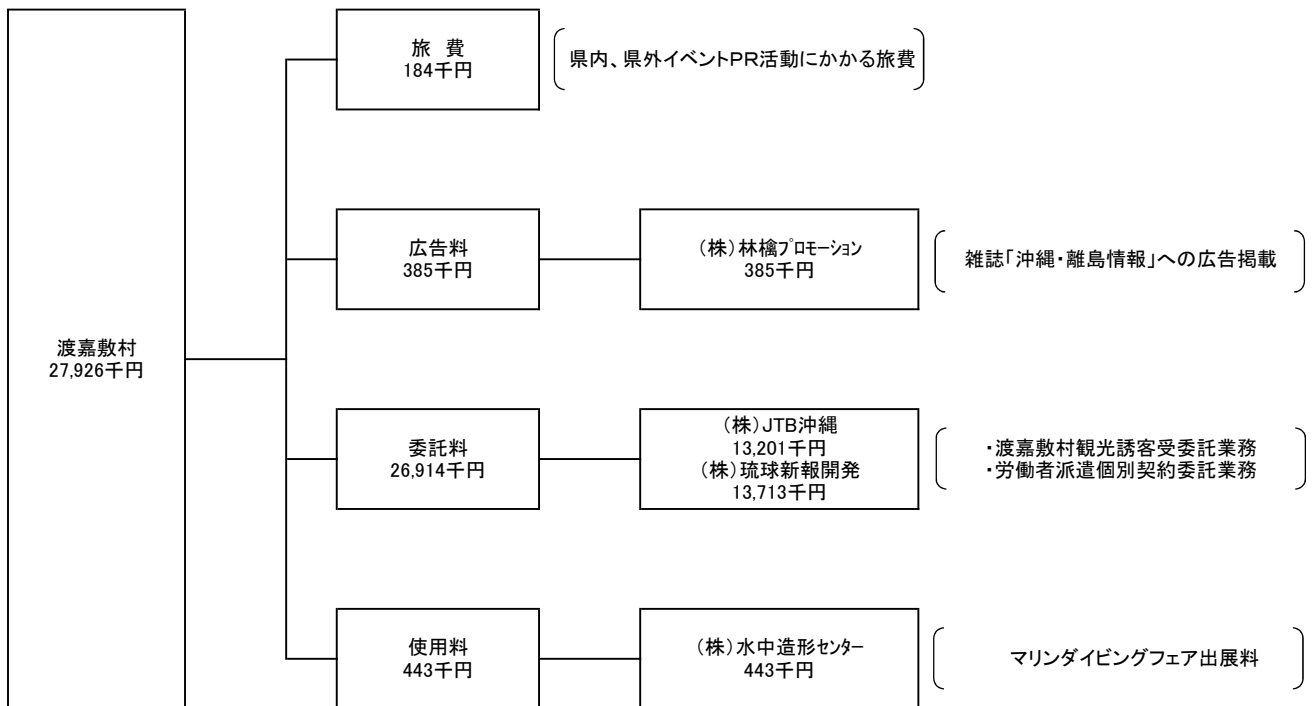 旅 費
184千円
県内、県外イベントPR活動にかかる旅費
広告料
385千円
(株)林檎プロモーション
385千円
雑誌「沖縄・離島情報」への広告掲載
渡嘉敷村
27,926千円
委託料
26,914千円
(株)JTB沖縄
13,201千円
(株)琉球新報開発
13,713千円
・渡嘉敷村観光誘客受委託業務
・労働者派遣個別契約委託業務
使用料
443千円
(株)水中造形センター
443千円
マリンダイビングフェア出展料